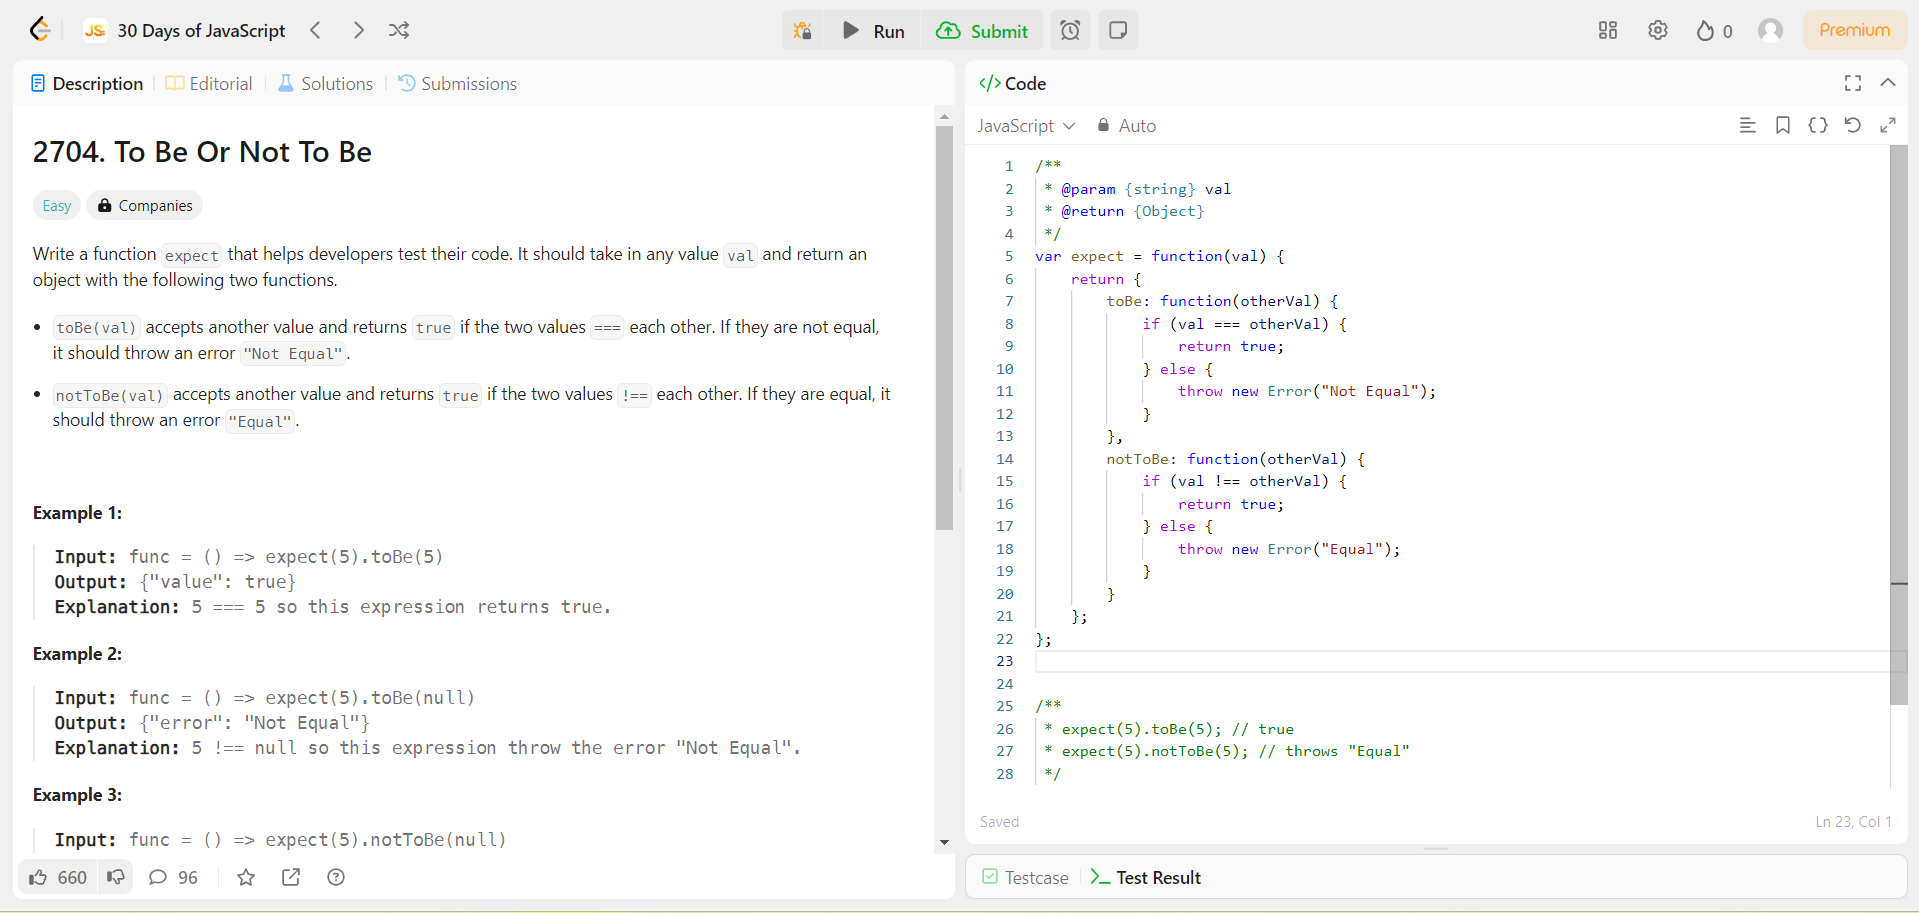 JS 30 Days of JavaScript
Run
Submit
0
Premium
Description
Editorial
Solutions
Submissions
2704. To Be Or Not To Be
Easy
Companies
Write a function expect that helps developers test their code. It should take in any value val and return an
object with the following two functions.
• toBe(val) accepts another value and returns true if the two values === each other. If they are not equal,
it should throw an error "Not Equal".
• notToBe(val) accepts another value and returns true if the two values !== each other. If they are equal, it
should throw an error "Equal".
Example 1:
Input: func = () => expect(5).toBe(5)
Output: {"value": true}
Explanation: 5 === 5 so this expression returns true.
Example 2:
Input: func = () => expect(5).toBe(null)
Output: {"error": "Not Equal"}
Explanation: 5 !== null so this expression throw the error "Not Equal".
Example 3:
Input: func = () => expect(5).notToBe(null)
660
96
</> Code
JavaScript
Auto
1 /**
2 * @param {string} val
3 * @return {Object}
4 */
5 var expect = function(val) {
6 return {
7 toBe: function(otherVal) {
8 if (val === otherVal) {
9 return true;
10 } else {
11 throw new Error("Not Equal");
12 }
13 },
14 notToBe: function(otherVal) {
15 if (val !== otherVal) {
16 return true;
17 } else {
18 throw new Error("Equal");
19 }
20 }
21 };
22 };
23
24
25 /**
26 * expect(5).toBe(5); // true
27 * expect(5).notToBe(5); // throws "Equal"
28 */
Saved
Ln 23, Col 1
Testcase
Test Result